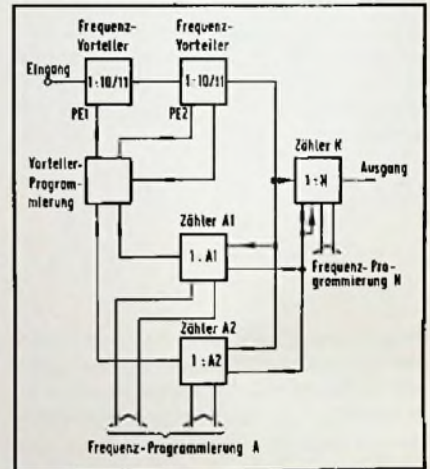 Frequenz-
Vorteiler
Frequenz-
Vorteiler
Eingang
1:10/11
1:10/11
PE1
PE2
Vorteiler-
Program-
mierung
Zähler K
1:N
Ausgang
Zähler A1
1.A1
Frequenz-Pro-
grammierung N
Zähler A2
1:A2
Frequenz-Programmierung A